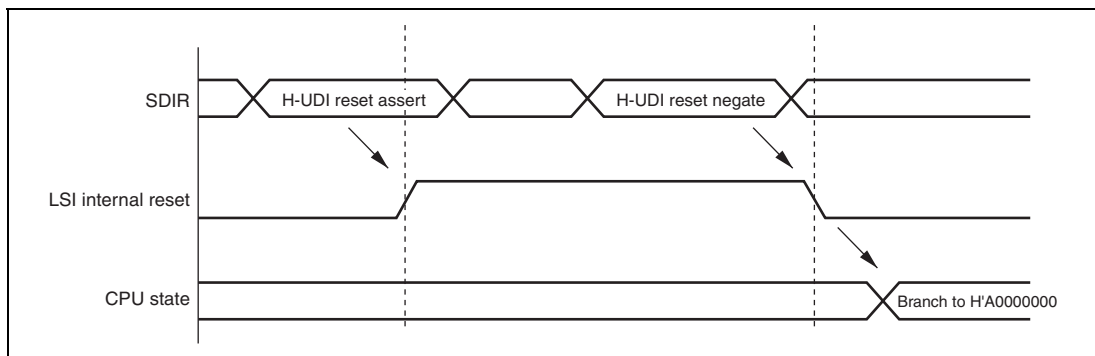 SDIR
H-UDI reset assert
H-UDI reset negate
LSI internal reset
CPU state
Branch to H'A0000000